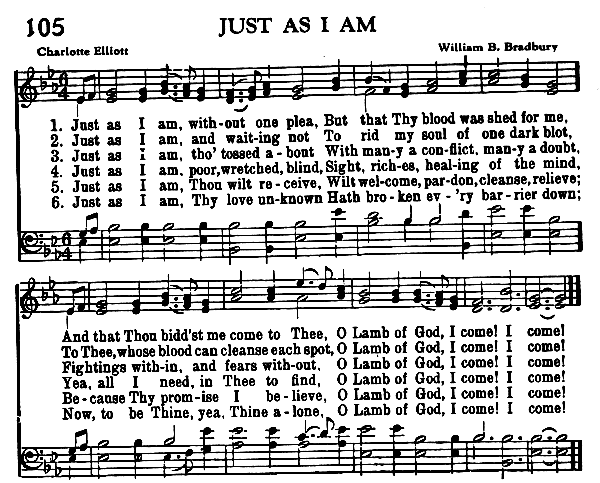 105 JUST AS I AM
Charlotte Elliott William B. Bradbury
1. Just as I am, with-out one plea, But that Thy blood was shed for me,
2. Just as I am, and wait-ing not To rid my soul of one dark blot,
3. Just as I am, tho' tossed a-bout With man-y a con-flict, man-y a doubt,
4. Just as I am, poor, wretched, blind, Sight, rich-es, heal-ing of the mind,
5. Just as I am, Thou wilt re-ceive, Wilt wel-come, par-don, cleanse, relieve;
6. Just as I am, Thy love un-known Hath bro-ken ev-'ry bar-rier down;
And that Thou bidd'st me come to Thee, O Lamb of God, I come! I come!
To Thee, whose blood can cleanse each spot, O Lamb of God, I come! I come!
Fightings with-in, and fears with-out, O Lamb of God, I come! I come!
Yea, all I need, in Thee to find, O Lamb of God, I come! I come!
Be-cause Thy prom-ise I be-lieve, O Lamb of God, I come! I come!
Now, to be Thine, yea, Thine a-lone, O Lamb of God, I come! I come!